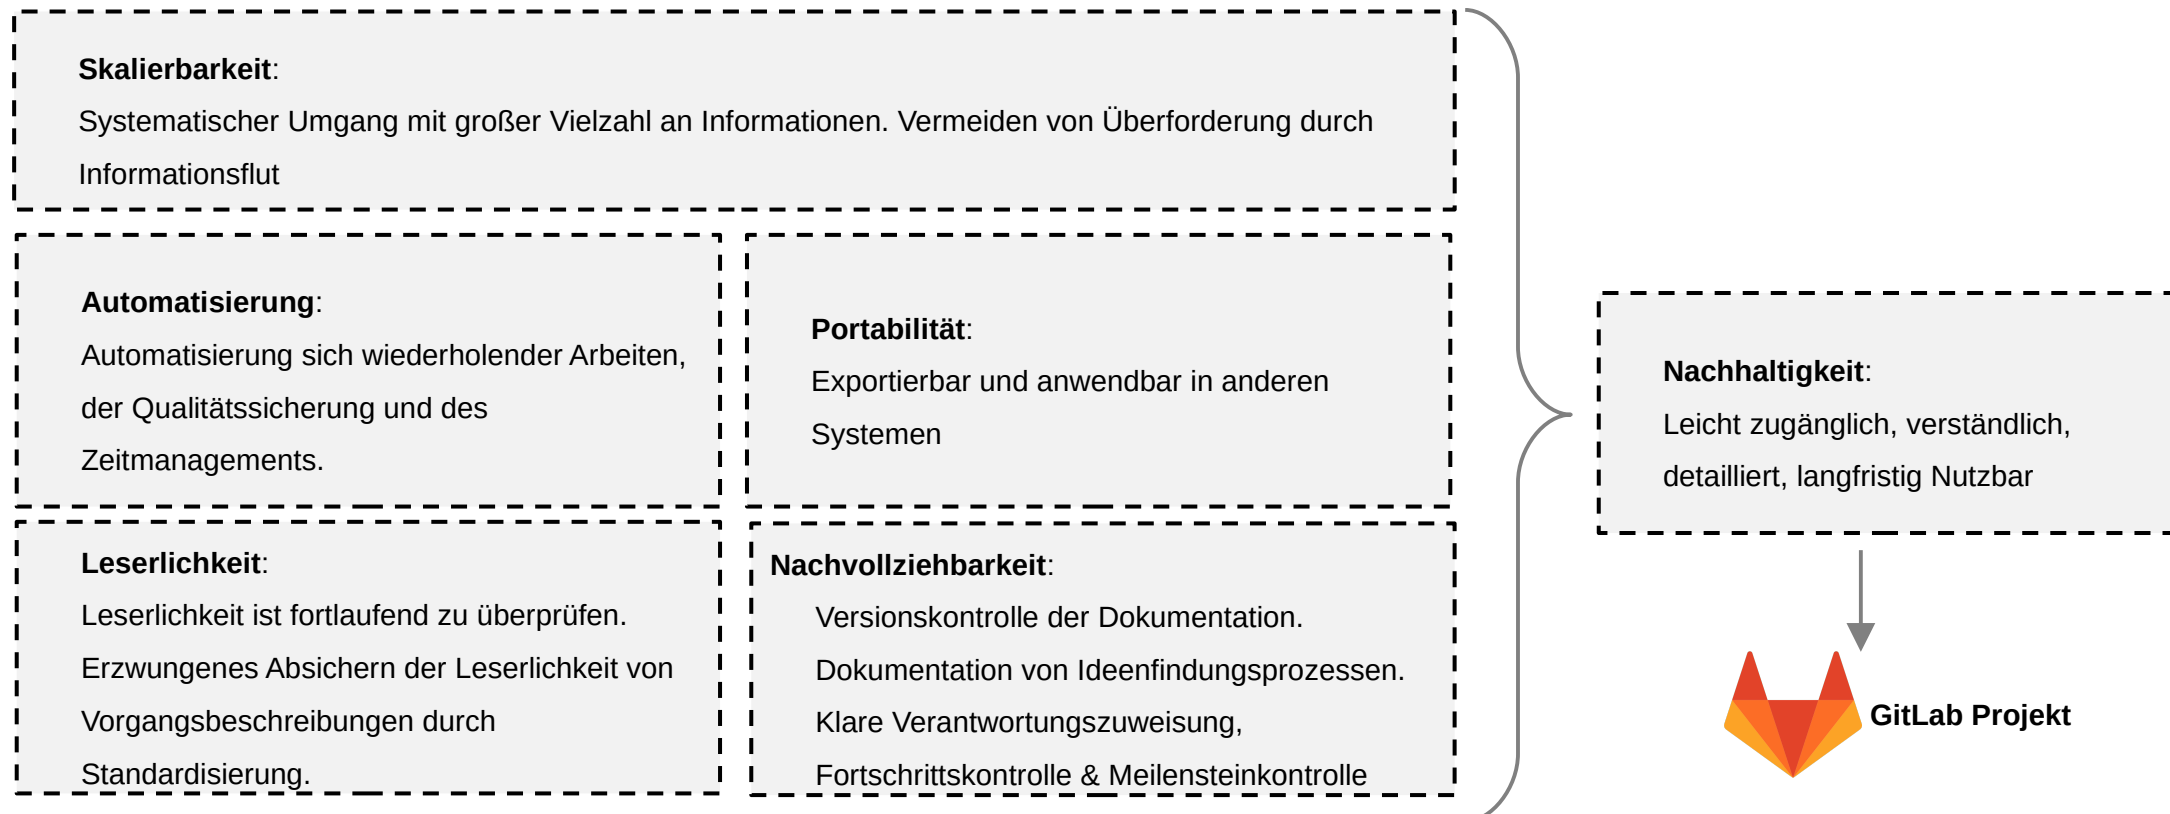 Skalierbarkeit:
Systematischer Umgang mit großer Vielzahl an Informationen. Vermeiden von Überforderung durch
Informationsflut
Automatisierung:
Automatisierung sich wiederholender Arbeiten,
der Qualitätssicherung und des
Zeitmanagements.
Portabilität:
Exportierbar und anwendbar in anderen
Systemen
Leserlichkeit:
Leserlichkeit ist fortlaufend zu überprüfen.
Erzwungenes Absichern der Leserlichkeit von
Vorgangsbeschreibungen durch
Standardisierung.
Nachvollziehbarkeit:
Versionskontrolle der Dokumentation.
Dokumentation von Ideenfindungsprozessen.
Klare Verantwortungszuweisung,
Fortschrittskontrolle & Meilensteinkontrolle
Nachhaltigkeit:
Leicht zugänglich, verständlich,
detailliert, langfristig Nutzbar
GitLab Projekt